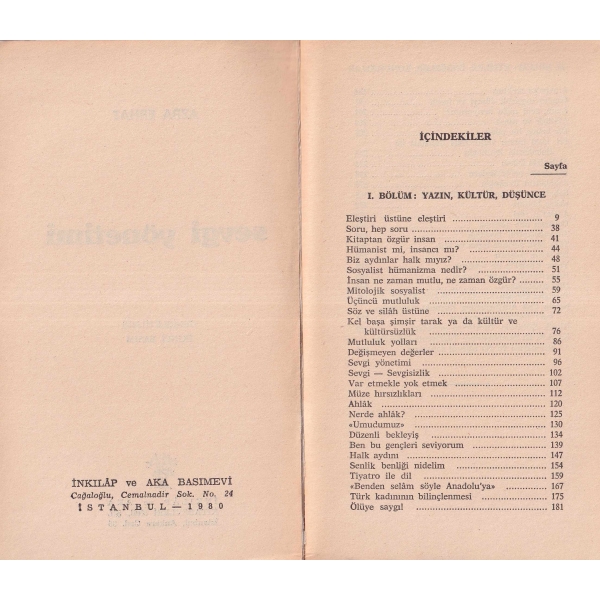 İNKILÂP ve AKA BASIMEVİ
Cağaloğlu, Cemalnadir Sok. No. 24
İSTANBUL — 1980
İÇİNDEKİLER
Sayfa
I. BÖLÜM: YAZIN, KÜLTÜR, DÜŞÜNCE
Eleştiri üstüne eleştiri ........................ 9
Soru, hep soru ........................ 38
Kitaptan özgür insan ........................ 41
Hümanist mi, insancı mı? ........................ 44
Biz aydınlar halk mıyız? ........................ 48
Sosyalist hümanizma nedir? ........................ 51
İnsan ne zaman mutlu, ne zaman özgür? ........ 55
Mitolojik sosyalist ........................ 59
Üçüncü mutluluk ........................ 65
Söz ve silâh üstüne ........................ 72
Kel başa şimşir tarak ya da kültür ve
kültürsüzlük ........................ 76
Mutluluk yolları ........................ 86
Değişmeyen değerler ........................ 91
Sevgi yönetimi ........................ 96
Sevgi — Sevgisizlik ........................ 102
Var etmekle yok etmek ........................ 107
Müze hırsızlıkları ........................ 112
Ahlâk ........................ 120
Nerde ahlâk? ........................ 125
«Umudumuz» ........................ 130
Düzenli bekleyiş ........................ 134
Ben bu gençleri seviyorum ........................ 139
Halk aydını ........................ 147
Senlik benliği nidelim ........................ 154
Tiyatro ile dil ........................ 159
«Benden selâm söyle Anadolu'ya» ............ 167
Türk kadınının bilinçlenmesi ........................ 175
Ölüye saygı! ........................ 181